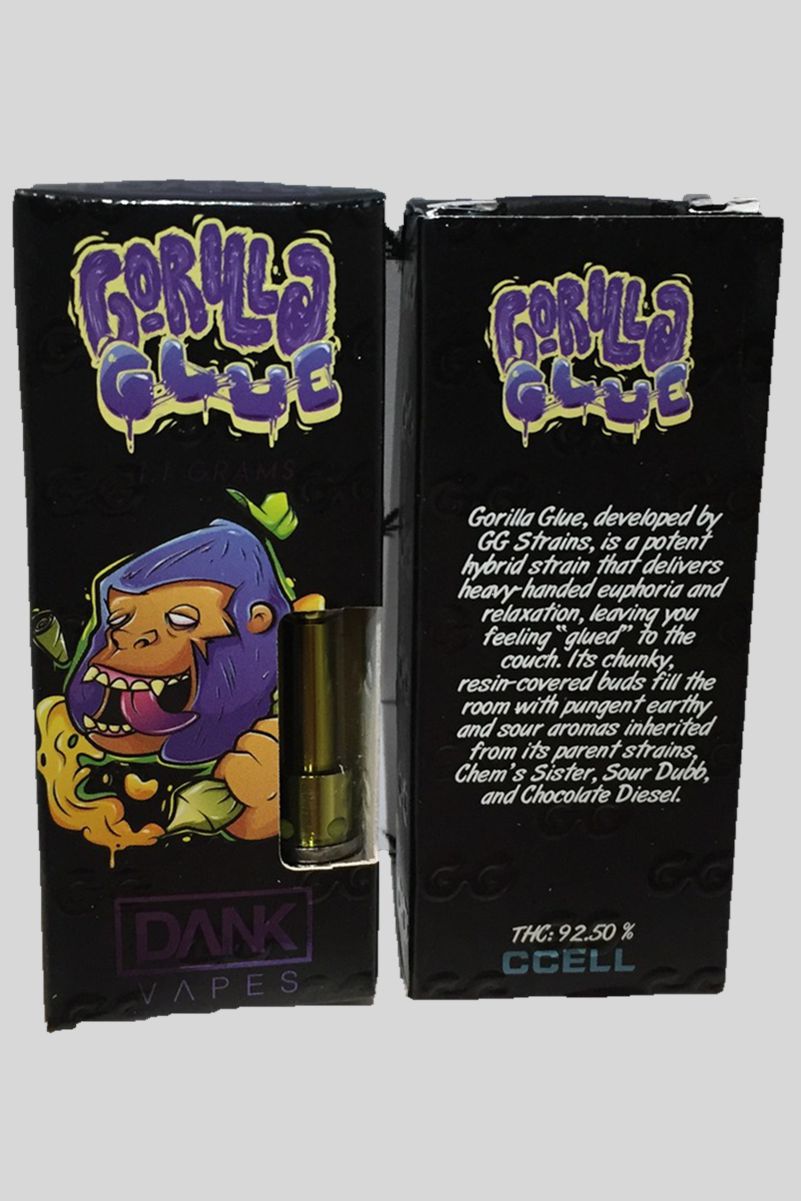 GORILLA
GLUE
1.1 GRAMS
DANK
VAPES
GORILLA
GLUE
Gorilla Glue, developed by
GG Strains, is a potent
hybrid strain that delivers
heavy-handed euphoria and
relaxation, leaving you
feeling "glued" to the
couch. Its chunky,
resin-covered buds fill the
room with pungent earthy
and sour aromas inherited
from its parent strains,
Chem's Sister, Sour Dubb,
and Chocolate Diesel.
THC: 92.50 %
CCELL